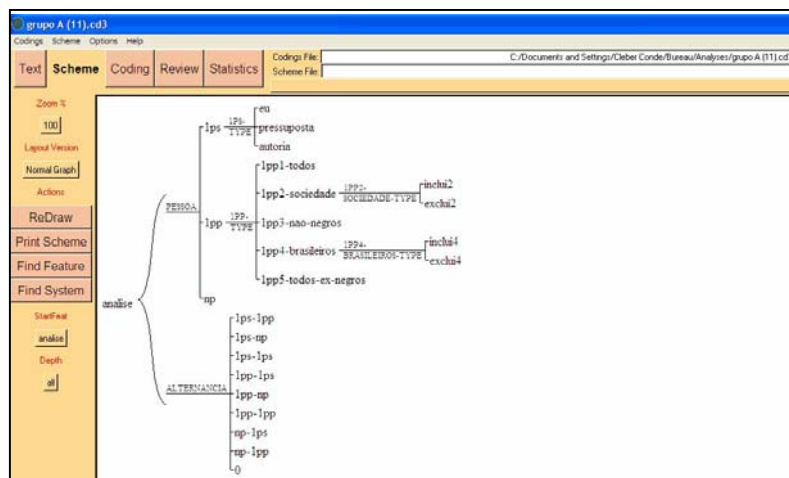 grupo A (11).cd3
Codings Scheme Options Help
Text Scheme Coding Review Statistics
Codings File: C:/Documents and Settings/Cleber Conde/Bureau/Analyses/grupo A (11).cd
Scheme File:
Zoom %
100
Layout Version
Normal Graph
Actions
ReDraw
Print Scheme
Find Feature
Find System
StartFeat
analise
Depth
all
analise
PESSOA
1ps
1PS-
TYPE
eu
pressuposta
autoria
1pp
1PP-
TYPE
1pp1-todos
1pp2-sociedade
1PP2-
SOCIEDADE-TYPE
inclui2
exclui2
1pp3-nao-negros
1pp4-brasileiros
1PP4-
BRASILEIROS-TYPE
inclui4
exclui4
1pp5-todos-ex-negros
np
ALTERNANCIA
1ps-1pp
1ps-np
1ps-1ps
1pp-1ps
1pp-np
1pp-1pp
np-1ps
np-1pp
0